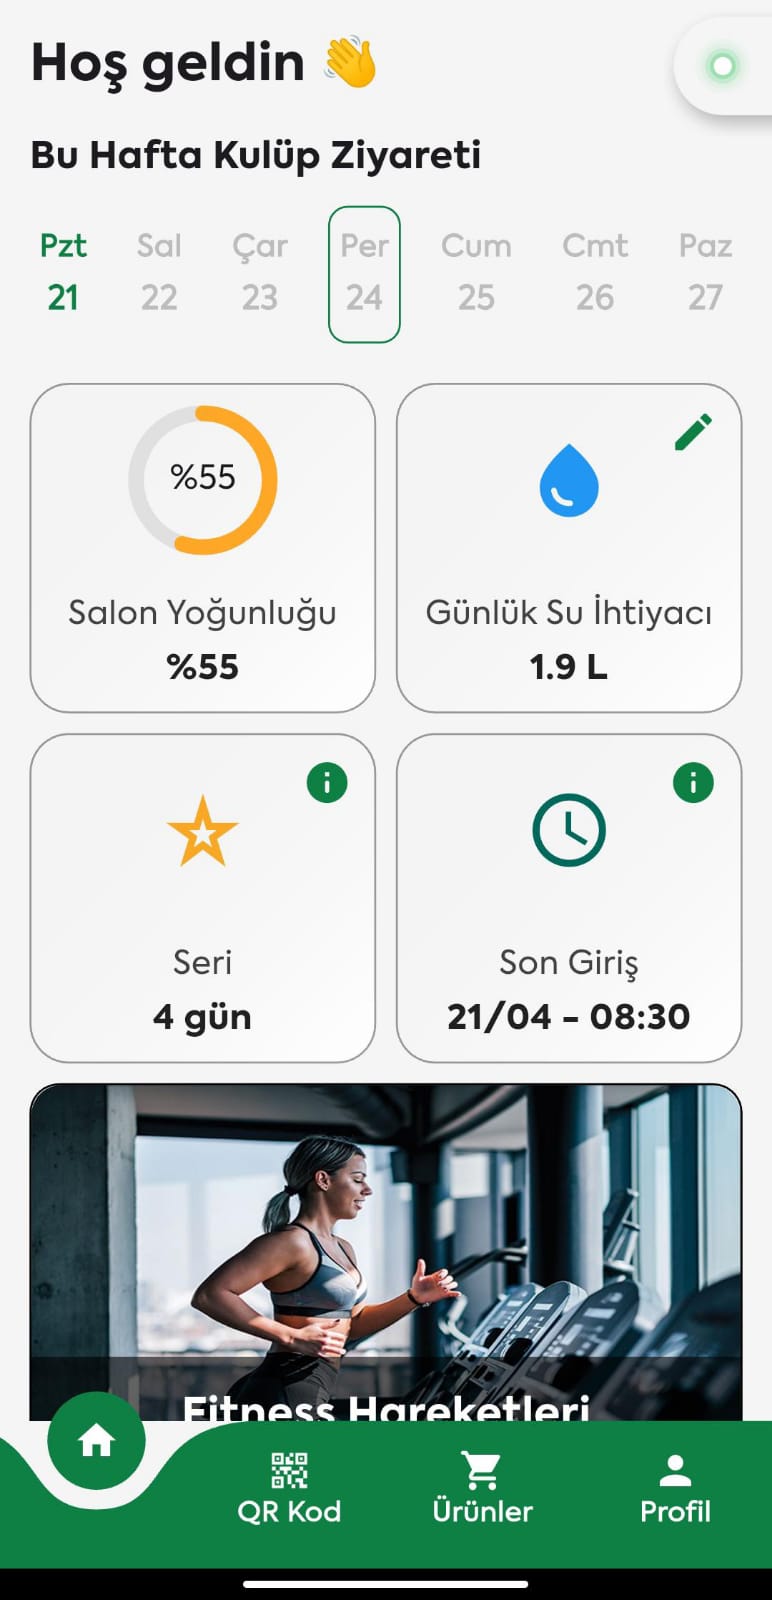 Hoş geldin 👋
Bu Hafta Kulüp Ziyareti
Pzt Sal Çar Per Cum Cmt Paz
21 22 23 24 25 26 27
%55
Salon Yoğunluğu
%55
Günlük Su İhtiyacı
1.9 L
Seri
4 gün
Son Giriş
21/04 - 08:30
Fitness Hareketleri
QR Kod
Ürünler
Profil